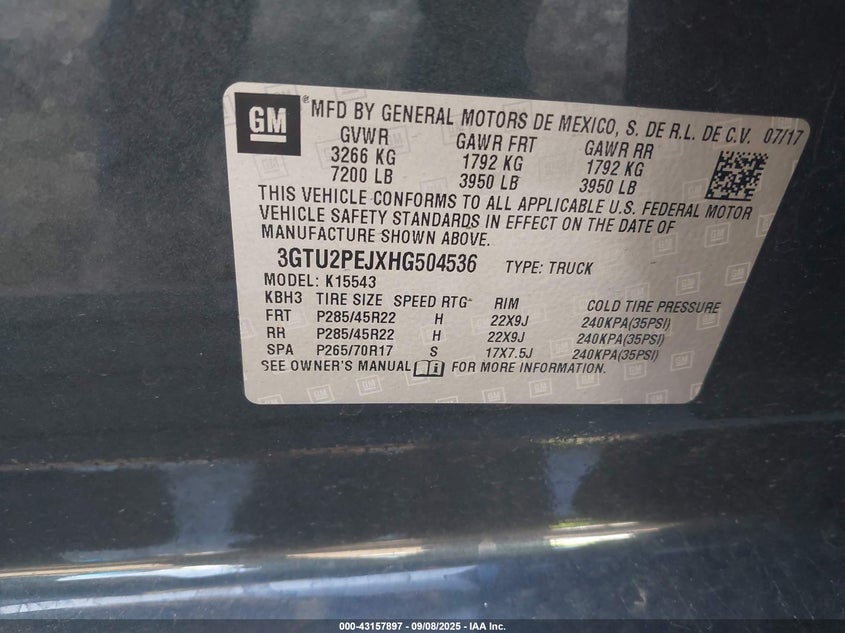 GM
® MFD BY GENERAL MOTORS DE MEXICO, S. DE R.L. DE C.V. 07/17
GVWR GAWR FRT GAWR RR
3266 KG 1792 KG 1792 KG
7200 LB 3950 LB 3950 LB
THIS VEHICLE CONFORMS TO ALL APPLICABLE U.S. FEDERAL MOTOR
VEHICLE SAFETY STANDARDS IN EFFECT ON THE DATE OF
MANUFACTURE SHOWN ABOVE.
3GTU2PEJXHG504536 TYPE: TRUCK
MODEL: K15543
KBH3 TIRE SIZE SPEED RTG RIM COLD TIRE PRESSURE
FRT P285/45R22 H 22X9J 240KPA(35PSI)
RR P285/45R22 H 22X9J 240KPA(35PSI)
SPA P265/70R17 S 17X7.5J 240KPA(35PSI)
SEE OWNER'S MANUAL FOR MORE INFORMATION.
000-43157897 - 09/08/2025 - IAA Inc.